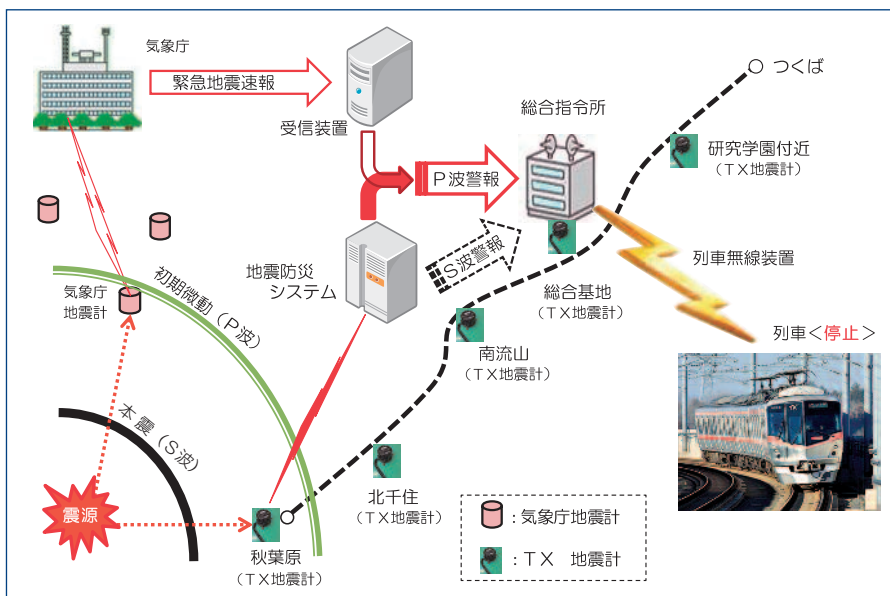 気象庁
緊急地震速報
受信装置
つくば
総合指令所
研究学園付近
(TX地震計)
P波警報
S波警報
地震防災
システム
初期微動(P波)
気象庁
地震計
総合基地
(TX地震計)
列車無線装置
南流山
(TX地震計)
列車<停止>
本震(S波)
北千住
(TX地震計)
震源
秋葉原
(TX地震計)
:気象庁地震計
:TX 地震計